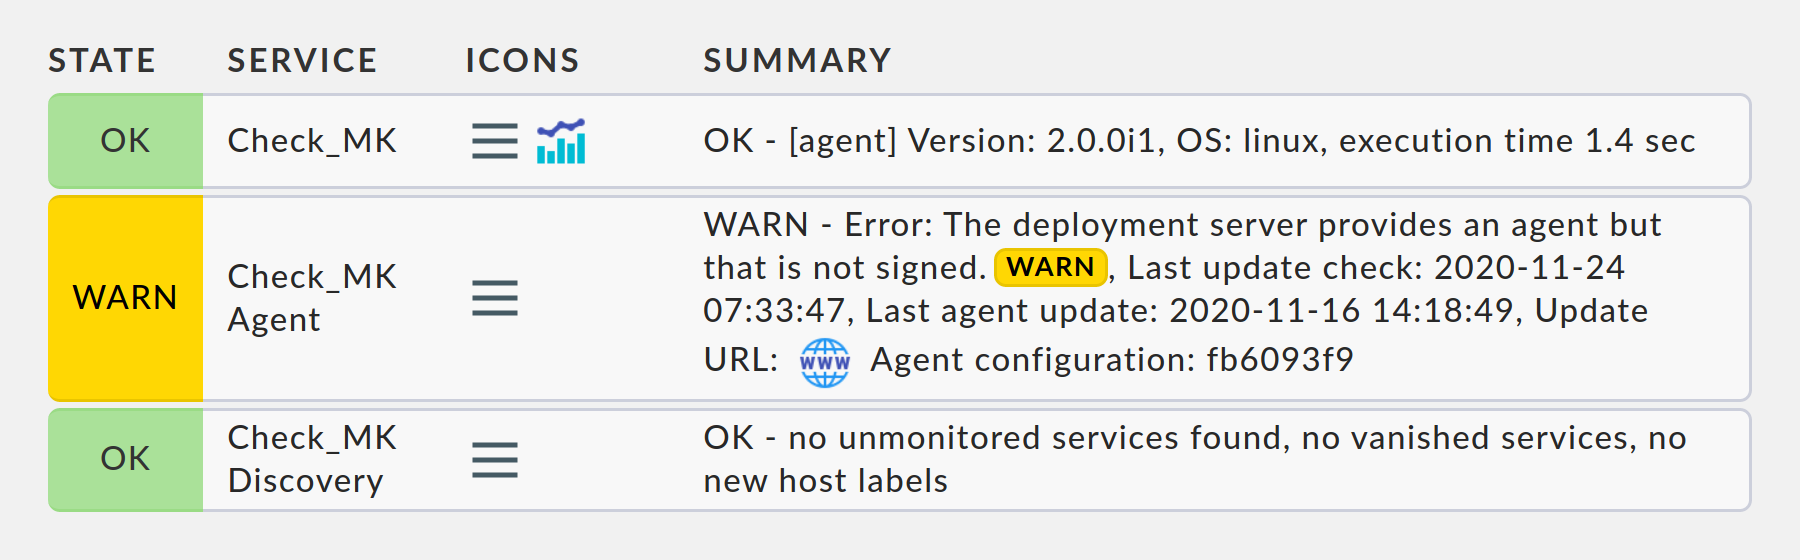 STATE SERVICE ICONS SUMMARY
OK Check_MK OK - [agent] Version: 2.0.0i1, OS: linux, execution time 1.4 sec
WARN
Check_MK
Agent
WARN - Error: The deployment server provides an agent but
that is not signed. WARN, Last update check: 2020-11-24
07:33:47, Last agent update: 2020-11-16 14:18:49, Update
URL: WWW Agent configuration: fb6093f9
OK
Check_MK
Discovery
OK - no unmonitored services found, no vanished services, no
new host labels